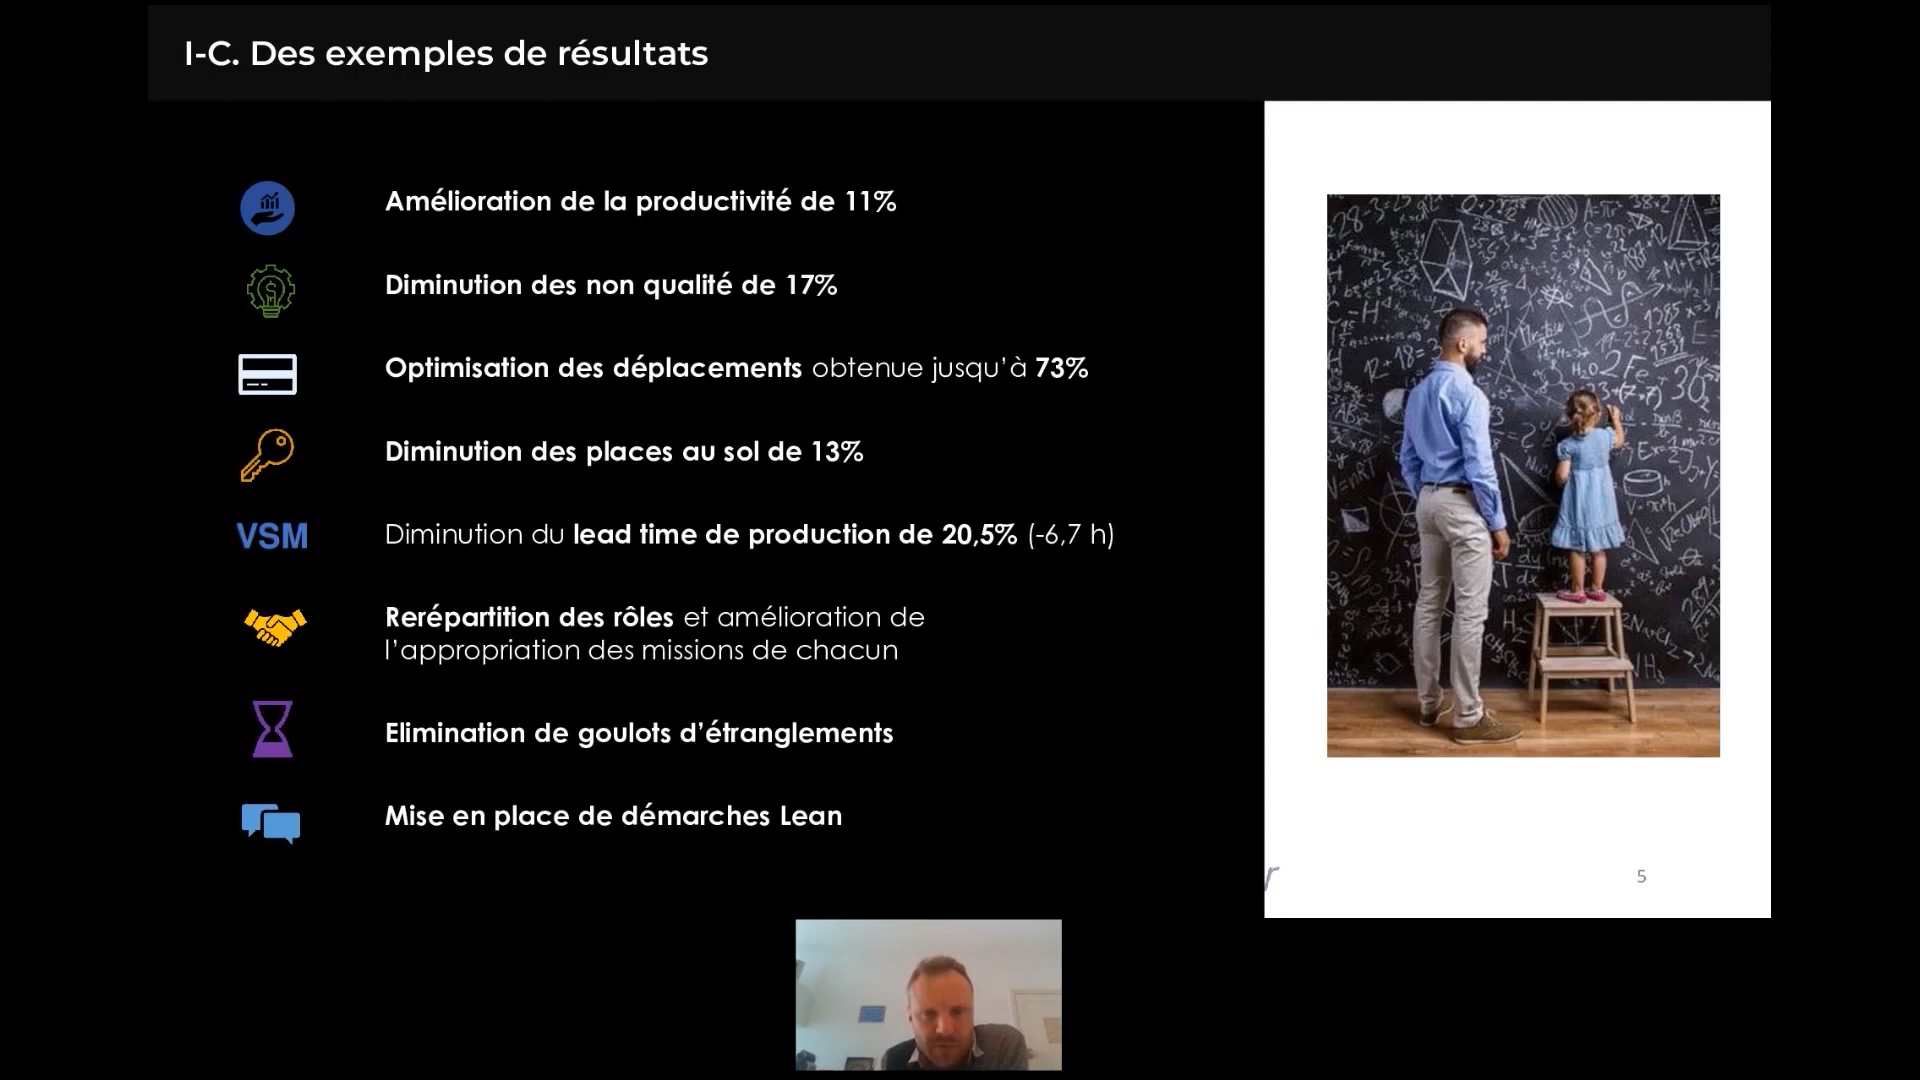 I-C. Des exemples de résultats
Amélioration de la productivité de 11%
Diminution des non qualité de 17%
Optimisation des déplacements obtenue jusqu'à 73%
Diminution des places au sol de 13%
VSM
Diminution du lead time de production de 20,5% (-6,7 h)
Rerépartition des rôles et amélioration de
l'appropriation des missions de chacun
Elimination de goulots d'étranglements
Mise en place de démarches Lean
r
5